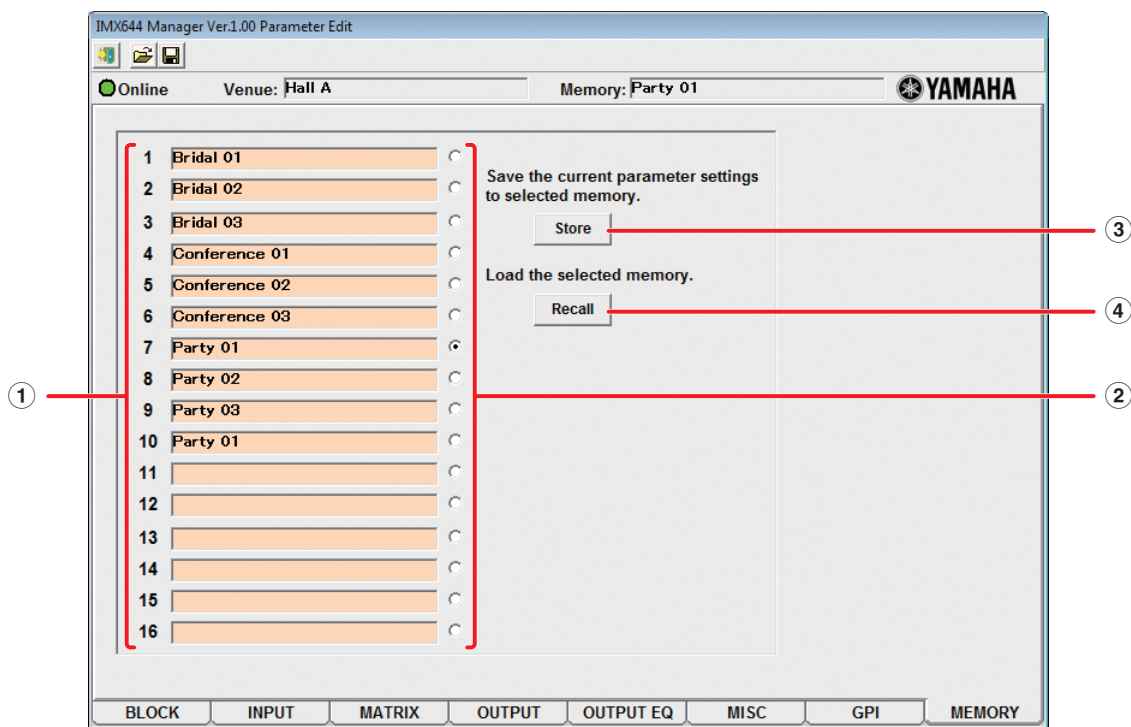 IMX644 Manager Ver.1.00 Parameter Edit
Online Venue: Hall A Memory: Party 01 YAMAHA
1 Bridal 01
2 Bridal 02
3 Bridal 03
4 Conference 01
5 Conference 02
6 Conference 03
7 Party 01
8 Party 02
9 Party 03
10 Party 01
11
12
13
14
15
16
Save the current parameter settings
to selected memory.
Store
Load the selected memory.
Recall
①
②
③
④
BLOCK INPUT MATRIX OUTPUT OUTPUT EQ MISC GPI MEMORY